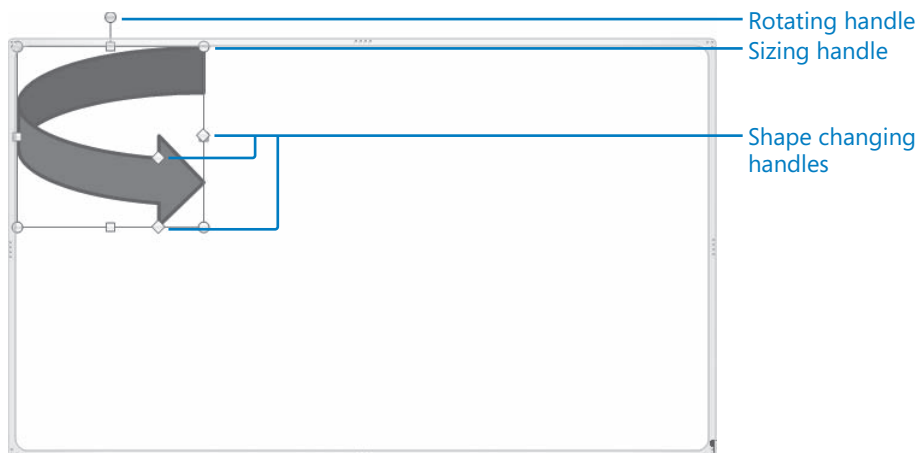 Rotating handle
Sizing handle
Shape changing
handles